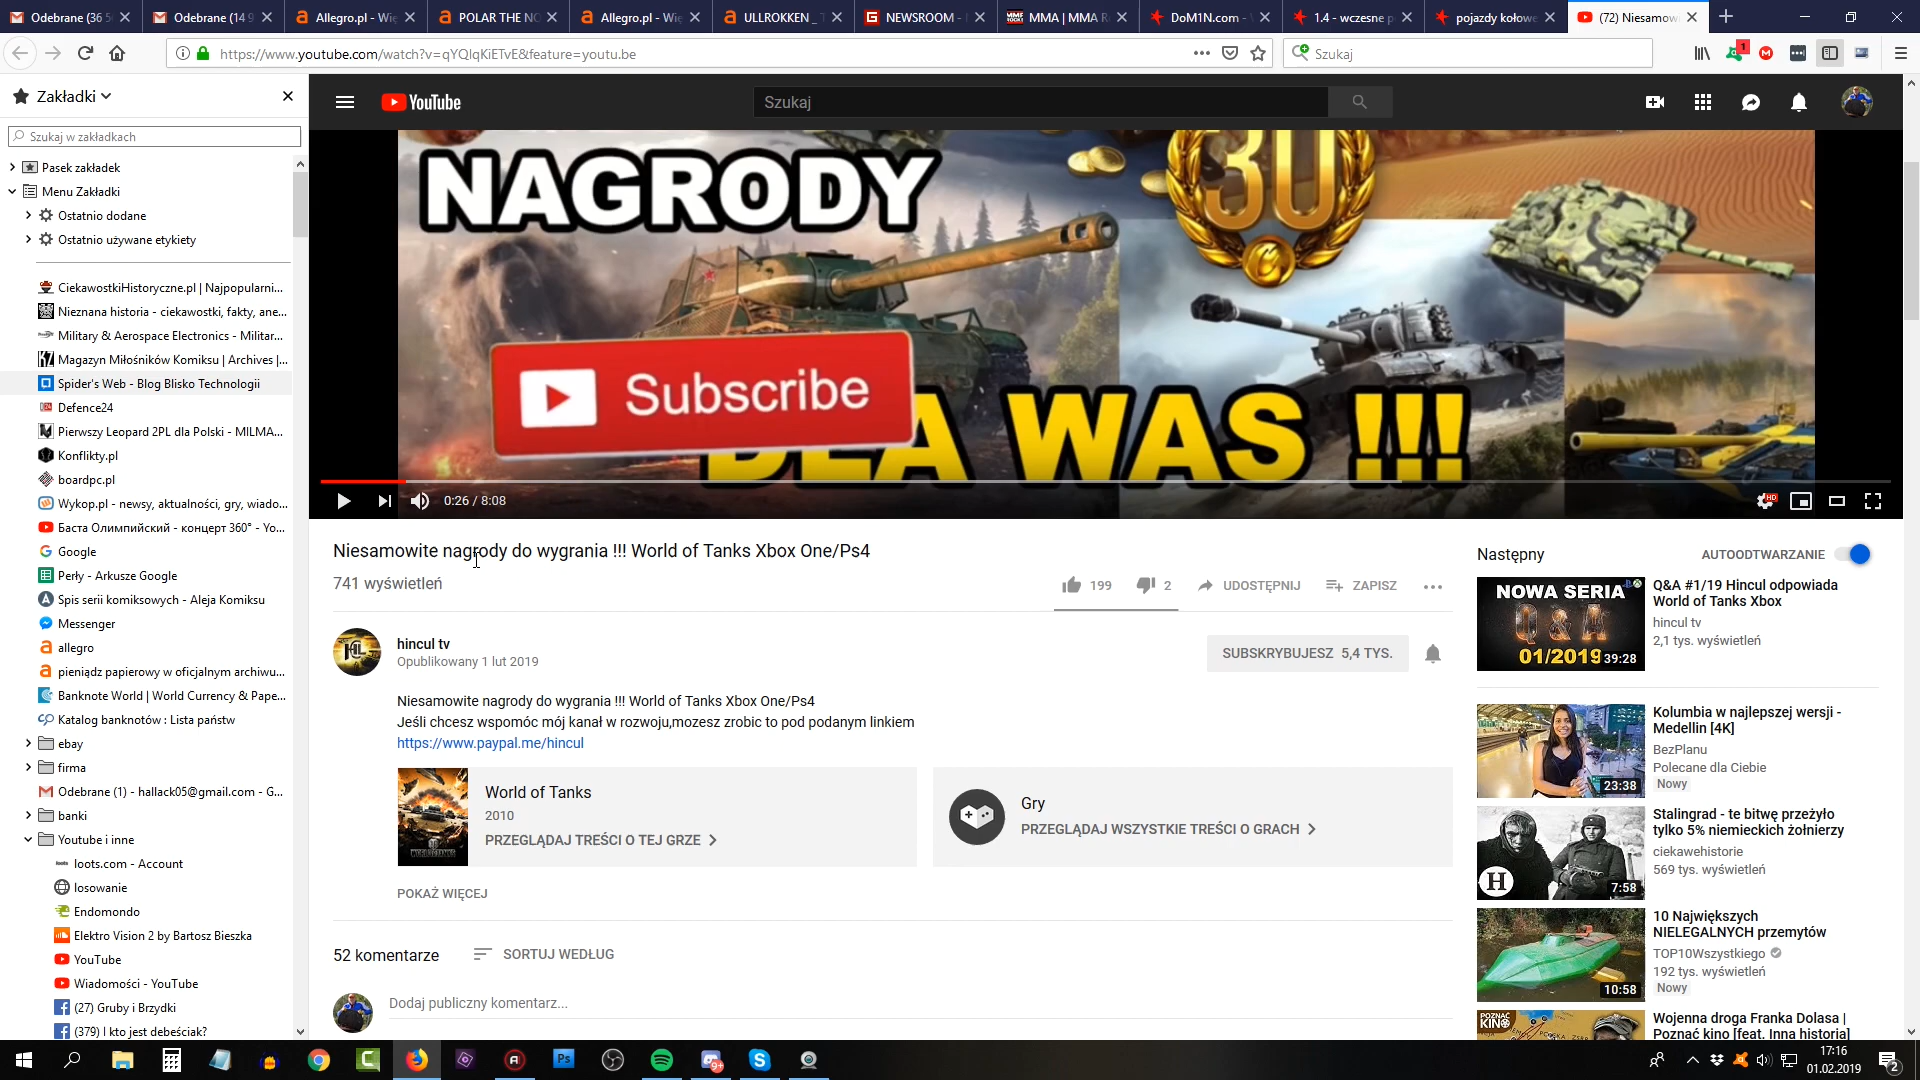 Odebrane (36 5
Odebrane (14 9
Allegro.pl - Wi
POLAR THE NO
Allegro.pl - Wi
ULLROKKEN _
NEWSROOM -
MMA | MMA R
DoM1N.com -
1.4 - wczesne p
pojazdy kołowe
(72) Niesamow
https://www.youtube.com/watch?v=qYQlqKiETvE&feature=youtu.be
Szukaj
1
Zakładki
Szukaj w zakładkach
Pasek zakładek
Menu Zakładki
Ostatnio dodane
Ostatnio używane etykiety
CiekawostkiHistoryczne.pl | Najpopularni...
Nieznana historia - ciekawostki, fakty, ane...
Military & Aerospace Electronics - Militar...
Magazyn Miłośników Komiksu | Archives |...
Spider's Web - Blog Blisko Technologii
Defence24
Pierwszy Leopard 2PL dla Polski - MILMA...
Konflikty.pl
boardpc.pl
Wykop.pl - newsy, aktualności, gry, wiado...
Баста Олимпийский - концерт 360° - Yo...
Google
Perły - Arkusze Google
Spis serii komiksowych - Aleja Komiksu
Messenger
allegro
pieniądz papierowy w oficjalnym archiwu...
Banknote World | World Currency & Pape...
Katalog banknotów : Lista państw
ebay
firma
Odebrane (1) - hallack05@gmail.com - G...
banki
Youtube i inne
loots.com - Account
losowanie
Endomondo
Elektro Vision 2 by Bartosz Bieszka
YouTube
Wiadomości - YouTube
(27) Gruby i Brzydki
(379) I kto jest debeściak?
YouTube
Szukaj
NAGRODY
30
Subscribe
DLA WAS !!!
0:26 / 8:08
HD
Niesamowite nagrody do wygrania !!! World of Tanks Xbox One/Ps4
741 wyświetleń
199
2
UDOSTĘPNIJ
ZAPISZ
hincul tv
Opublikowany 1 lut 2019
SUBSKRYBUJESZ 5,4 TYS.
Niesamowite nagrody do wygrania !!! World of Tanks Xbox One/Ps4
Jeśli chcesz wspomóc mój kanał w rozwoju,mozesz zrobic to pod podanym linkiem
https://www.paypal.me/hincul
World of Tanks
2010
PRZEGLĄDAJ TREŚCI O TEJ GRZE
Gry
PRZEGLĄDAJ WSZYSTKIE TREŚCI O GRACH
POKAŻ WIĘCEJ
52 komentarze
SORTUJ WEDŁUG
Dodaj publiczny komentarz...
Następny
AUTOODTWARZANIE
NOWA SERIA
Q & A
01/2019
39:28
Q&A #1/19 Hincul odpowiada
World of Tanks Xbox
hincul tv
2,1 tys. wyświetleń
23:38
Kolumbia w najlepszej wersji -
Medellin [4K]
BezPlanu
Polecane dla Ciebie
Nowy
H
7:58
Stalingrad - te bitwę przeżyło
tylko 5% niemieckich żołnierzy
ciekawehistorie
569 tys. wyświetleń
10:58
10 Największych
NIELEGALNYCH przemytów
TOP10Wszystkiego
192 tys. wyświetleń
Nowy
POZNAĆ
KINO
Wojenna droga Franka Dolasa |
Poznać kino [feat. Inna historia]
Ps
9+
17:16
01.02.2019
2